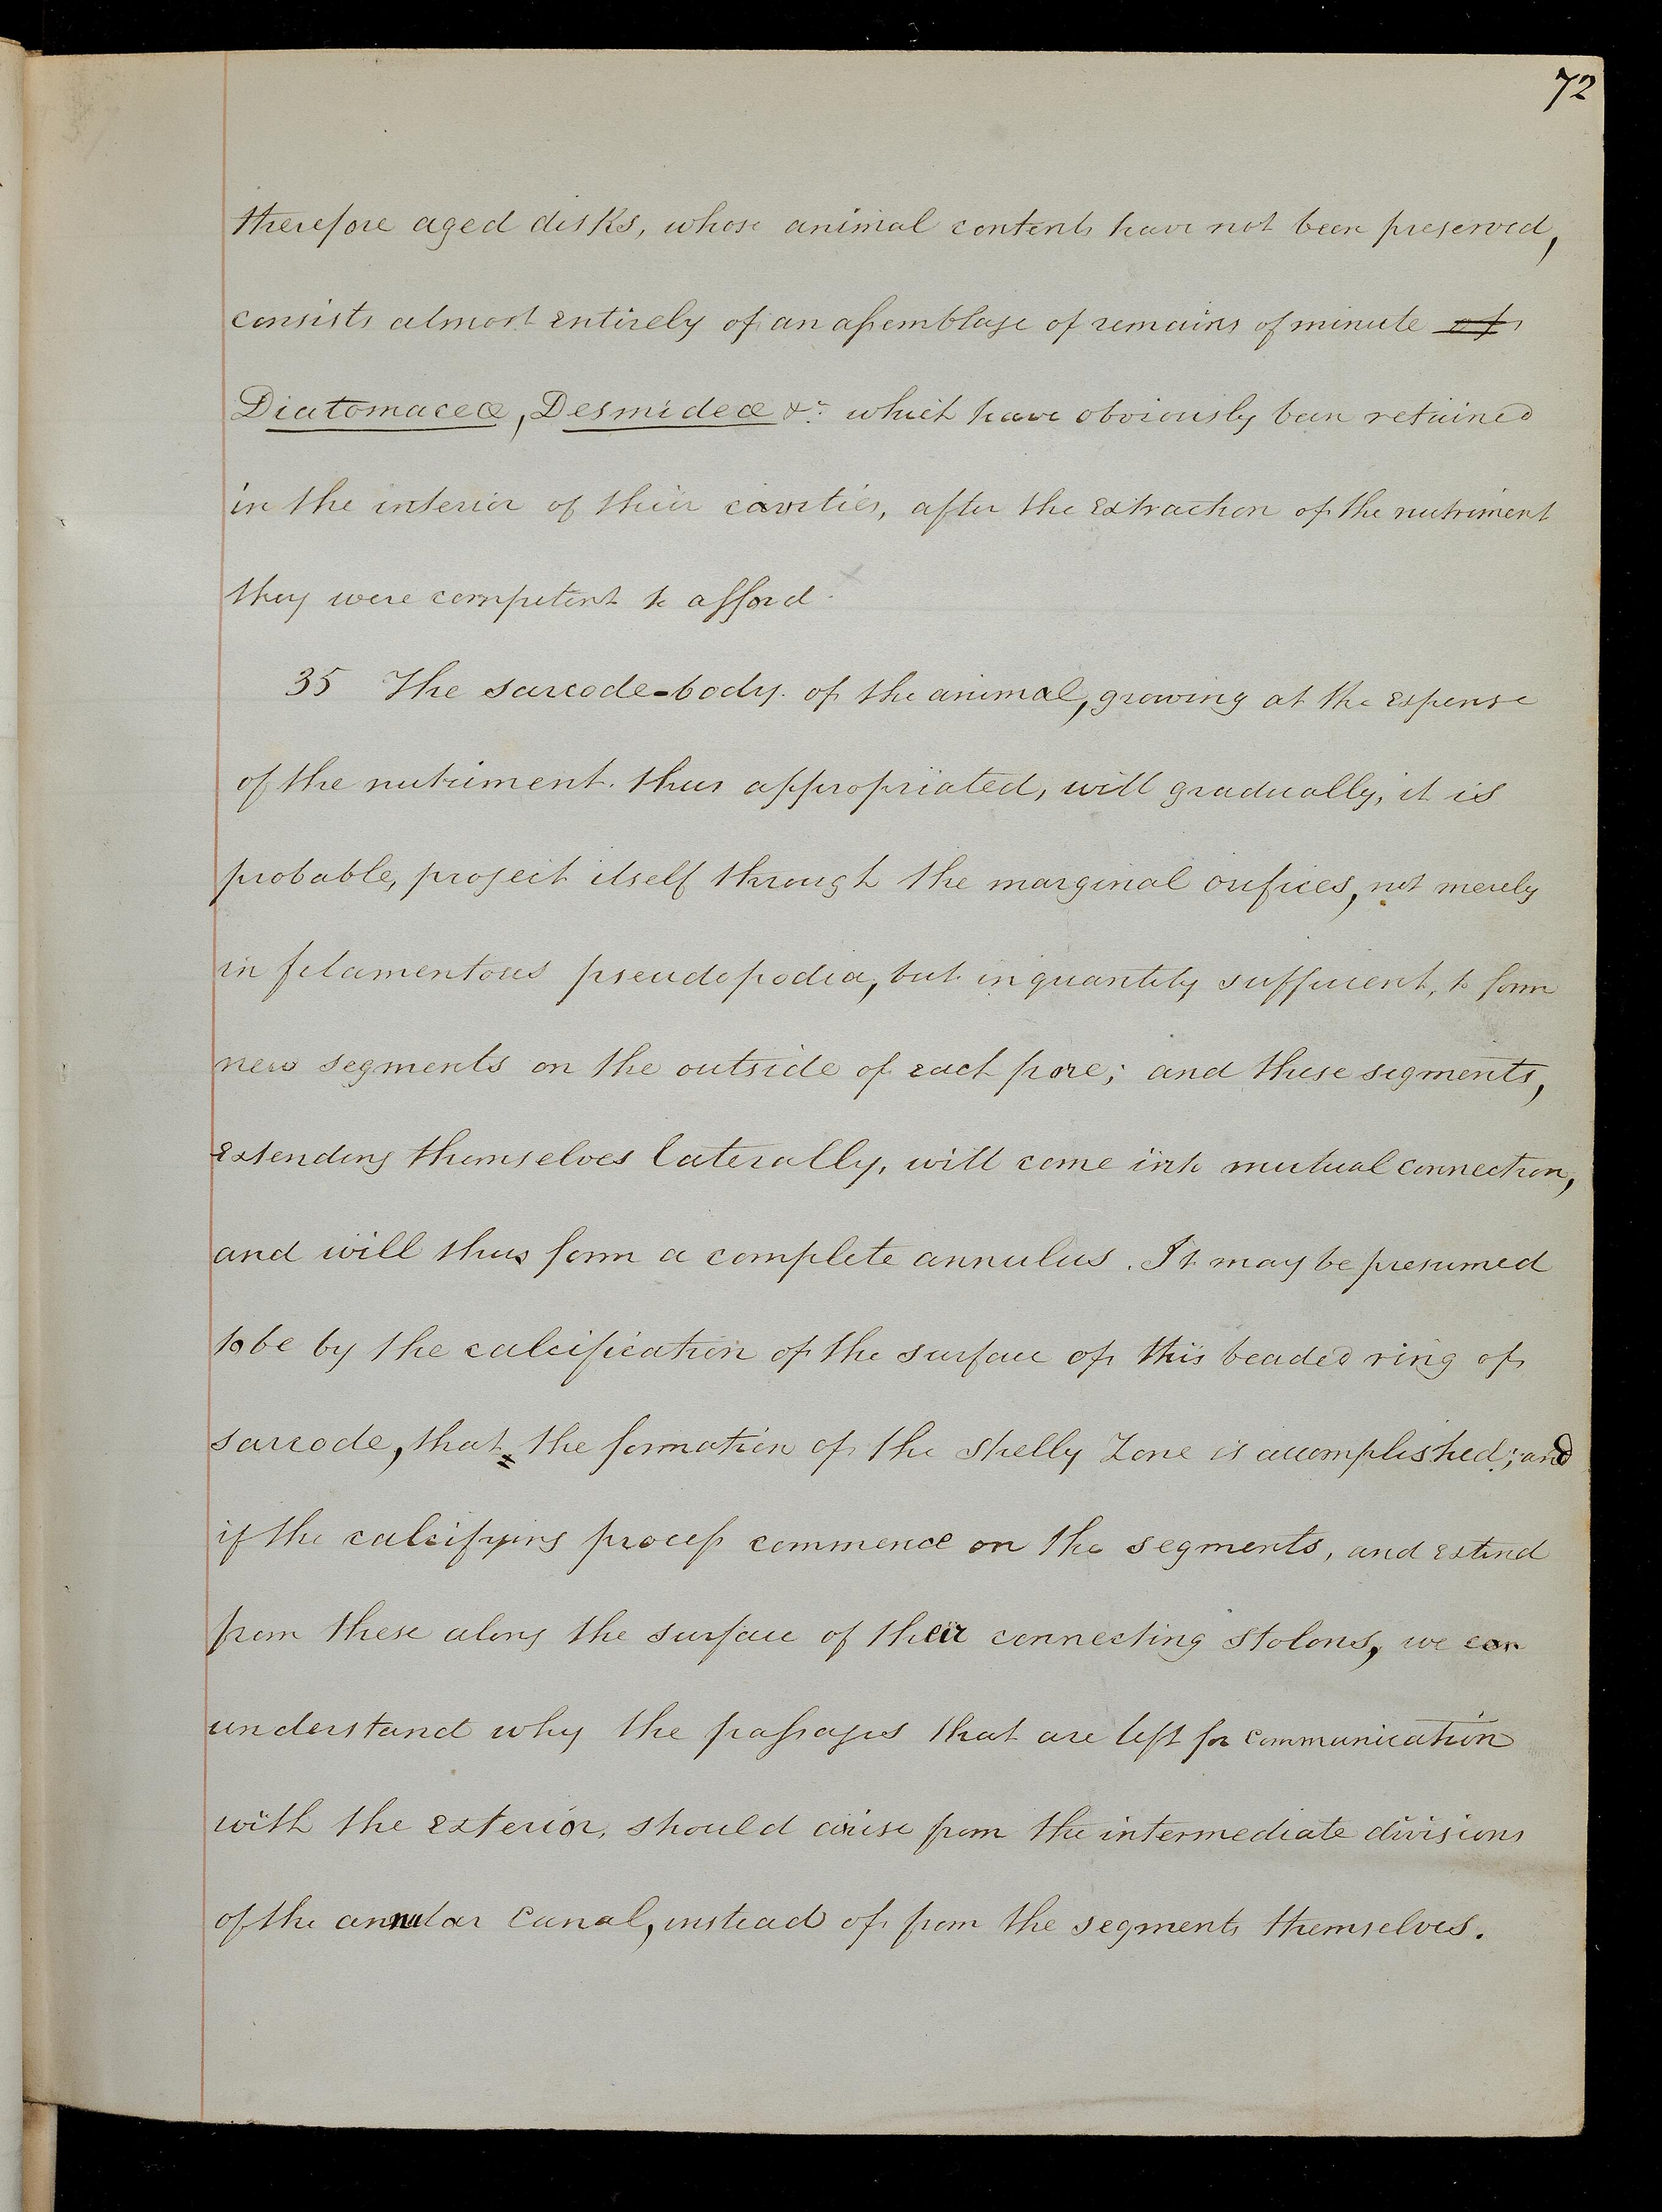 72
therefore aged disks, whose animal contents have not been preserved,
consists almost entirely of an assemblage of remains of minute of
Diatomaceæ, Desmideæ &c which have obviously been retained
in the interior of their cavities, after the extraction of the nutriment
they were competent to afford.
35 The sarcode-body of the animal, growing at the expense
of the nutriment thus appropriated, will gradually, it is
probable, project itself through the marginal orifices, not merely
in filamentous pseudopodia, but in quantity sufficient, to form
new segments on the outside of each pore; and these segments,
extending themselves laterally, will come into mutual connection,
and will thus form a complete annulus. It may be presumed
to be by the calcification of the surface of this beaded ring of
sarcode, that the formation of the shelly zone is accomplished; and
if the calcifying process commence on the segments, and extend
from these along the surface of their connecting stolons, we can
understand why the passages that are left for communication
with the exterior, should arise from the intermediate divisions
of the annular canal, instead of from the segments themselves.